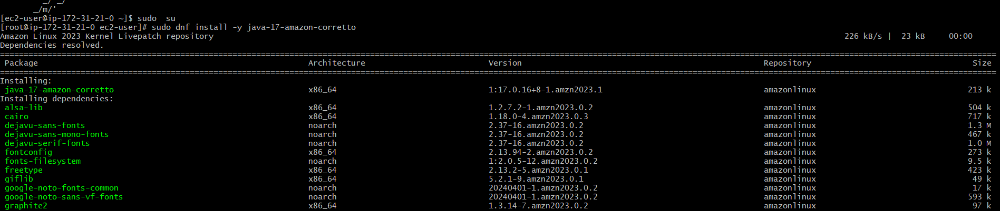 _/ _/
_/m/'
[ec2-user@ip-172-31-21-0 ~]$ sudo  su
[root@ip-172-31-21-0 ec2-user]# sudo dnf install -y java-17-amazon-corretto
Amazon Linux 2023 Kernel Livepatch repository 226 kB/s |  23 kB     00:00
Dependencies resolved.
================================================================================
Package Architecture Version Repository Size
================================================================================
Installing:
java-17-amazon-corretto x86_64 1:17.0.16+8-1.amzn2023.1 amazonlinux 213 k
Installing dependencies:
alsa-lib x86_64 1.2.7.2-1.amzn2023.0.2 amazonlinux 504 k
cairo x86_64 1.18.0-4.amzn2023.0.3 amazonlinux 717 k
dejavu-sans-fonts noarch 2.37-16.amzn2023.0.2 amazonlinux 1.3 M
dejavu-sans-mono-fonts noarch 2.37-16.amzn2023.0.2 amazonlinux 467 k
dejavu-serif-fonts noarch 2.37-16.amzn2023.0.2 amazonlinux 1.0 M
fontconfig x86_64 2.13.94-2.amzn2023.0.2 amazonlinux 273 k
fonts-filesystem noarch 1:2.0.5-12.amzn2023.0.2 amazonlinux 9.5 k
freetype x86_64 2.13.2-5.amzn2023.0.1 amazonlinux 423 k
giflib x86_64 5.2.1-9.amzn2023.0.1 amazonlinux 49 k
google-noto-fonts-common noarch 20240401-1.amzn2023.0.2 amazonlinux 17 k
google-noto-sans-vf-fonts noarch 20240401-1.amzn2023.0.2 amazonlinux 593 k
graphite2 x86_64 1.3.14-7.amzn2023.0.2 amazonlinux 97 k